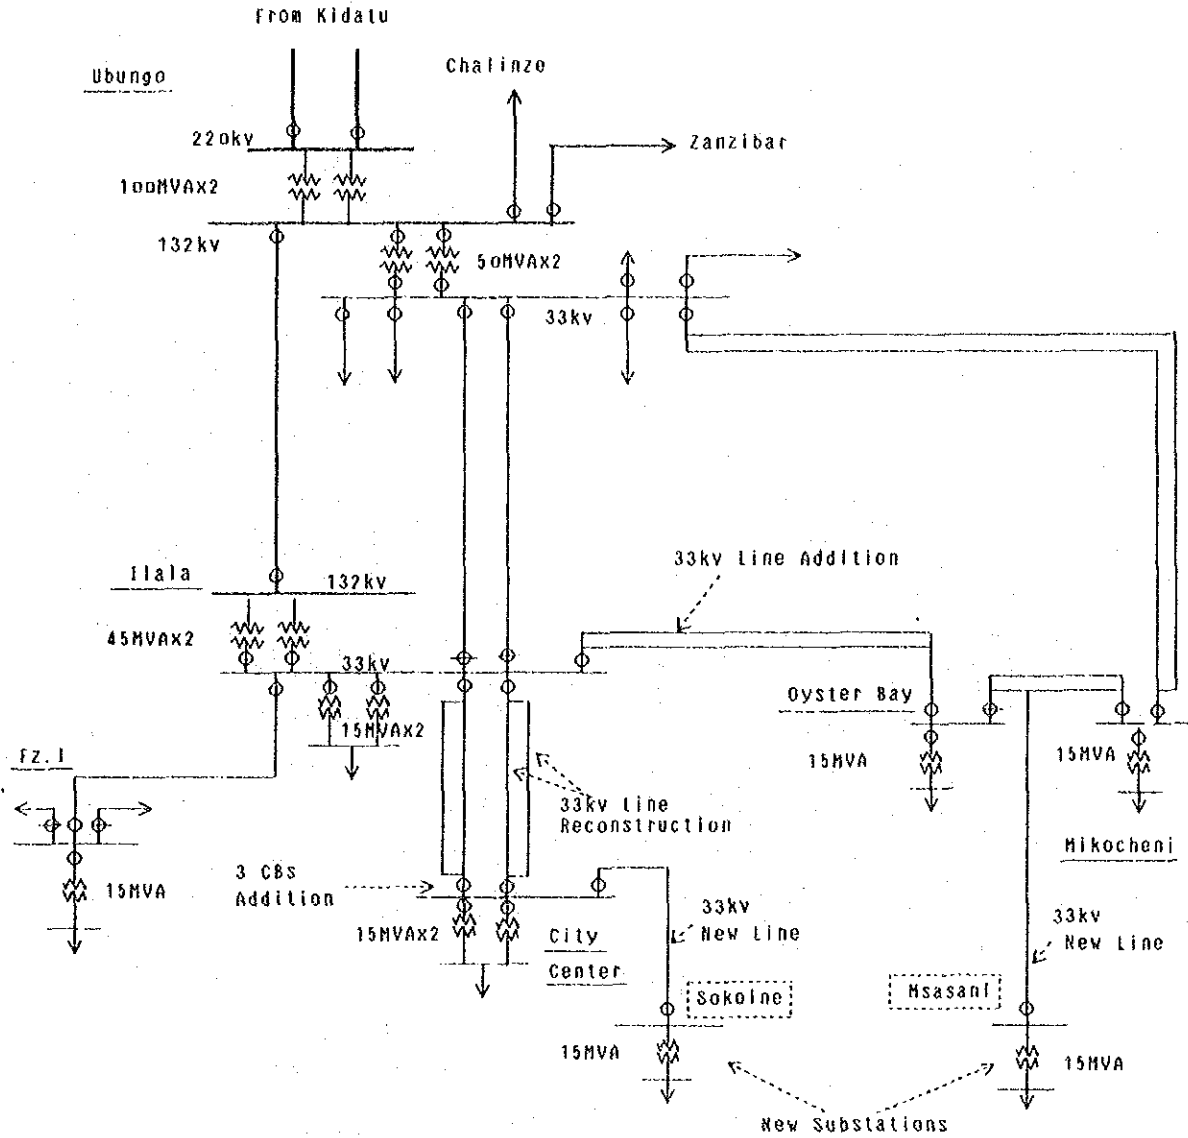 From Kidatu
Ubungo
Chalinze
220kv
Zanzibar
100MVAX2
132kv
50MVAX2
33kv
33kv Line Addition
Ilala
132kv
45MVAX2
33kv
Oyster Bay
15MVAX2
15MVA
15MVA
FZ.I
33kv Line
Reconstruction
Mikocheni
3 CBs
Addition
15MVA
33kv
New Line
33kv
New Line
15MVAX2
City
Center
Sokoine
Msasani
15MVA
15MVA
New Substations